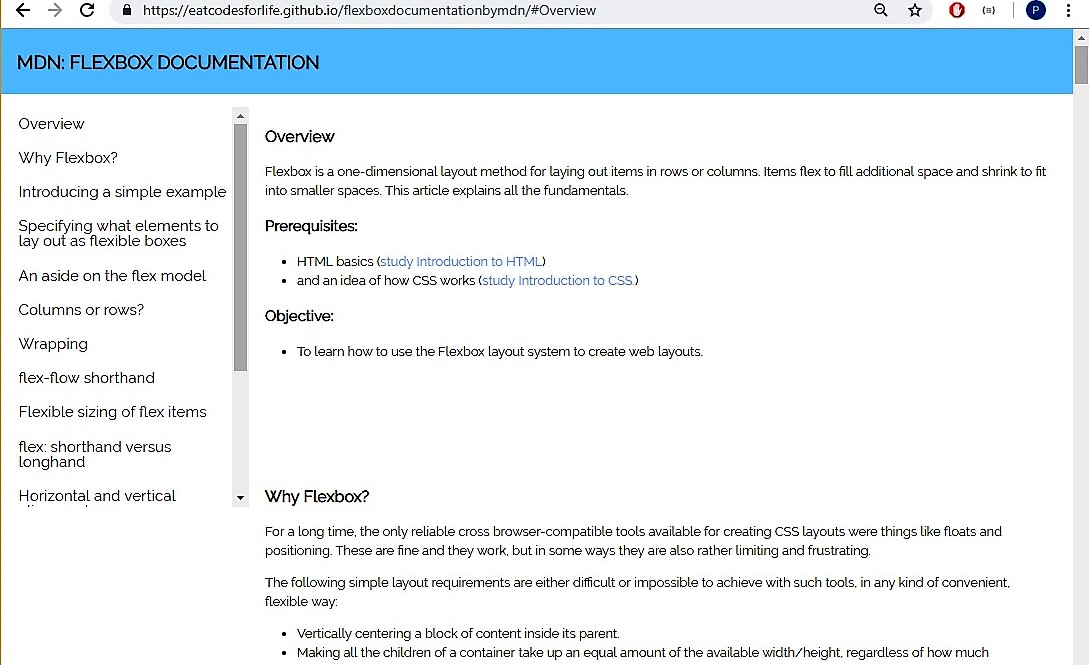 https://eatcodesforlife.github.io/flexboxdocumentationbymdn/#Overview
P
MDN: FLEXBOX DOCUMENTATION
Overview
Why Flexbox?
Introducing a simple example
Specifying what elements to
lay out as flexible boxes
An aside on the flex model
Columns or rows?
Wrapping
flex-flow shorthand
Flexible sizing of flex items
flex: shorthand versus
longhand
Horizontal and vertical
Overview
Flexbox is a one-dimensional layout method for laying out items in rows or columns. Items flex to fill additional space and shrink to fit
into smaller spaces. This article explains all the fundamentals.
Prerequisites:
• HTML basics (study Introduction to HTML)
• and an idea of how CSS works (study Introduction to CSS.)
Objective:
• To learn how to use the Flexbox layout system to create web layouts.
Why Flexbox?
For a long time, the only reliable cross browser-compatible tools available for creating CSS layouts were things like floats and
positioning. These are fine and they work, but in some ways they are also rather limiting and frustrating.
The following simple layout requirements are either difficult or impossible to achieve with such tools, in any kind of convenient,
flexible way:
• Vertically centering a block of content inside its parent.
• Making all the children of a container take up an equal amount of the available width/height, regardless of how much